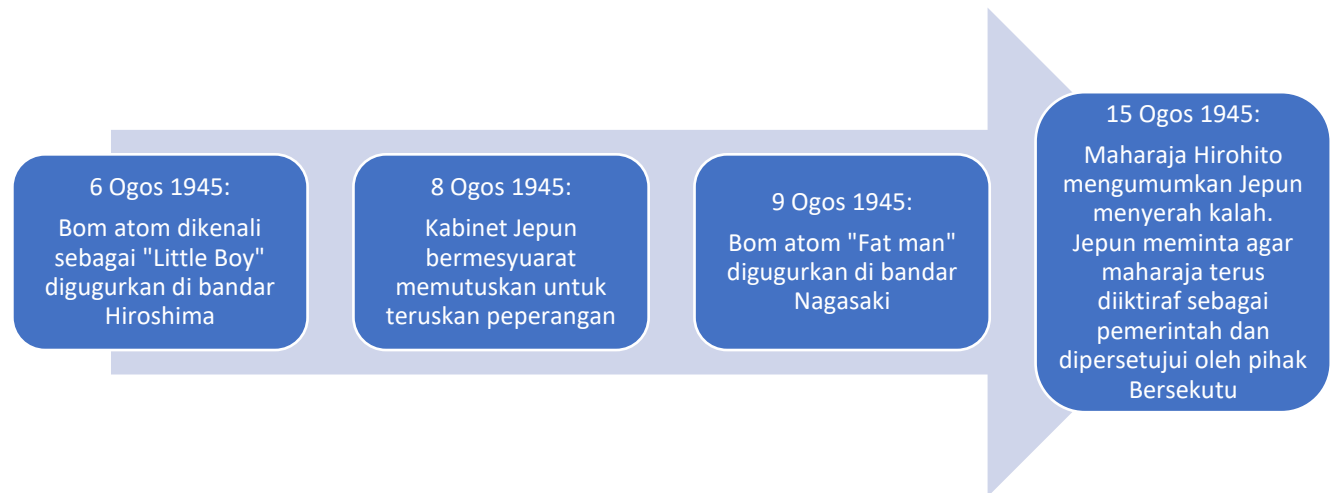 6 Ogos 1945:
Bom atom dikenali
sebagai "Little Boy"
digugurkan di bandar
Hiroshima
8 Ogos 1945:
Kabinet Jepun
bermesyuarat
memutuskan untuk
teruskan peperangan
9 Ogos 1945:
Bom atom "Fat man"
digugurkan di bandar
Nagasaki
15 Ogos 1945:
Maharaja Hirohito
mengumumkan Jepun
menyerah kalah.
Jepun meminta agar
maharaja terus
diiktiraf sebagai
pemerintah dan
dipersetujui oleh pihak
Bersekutu